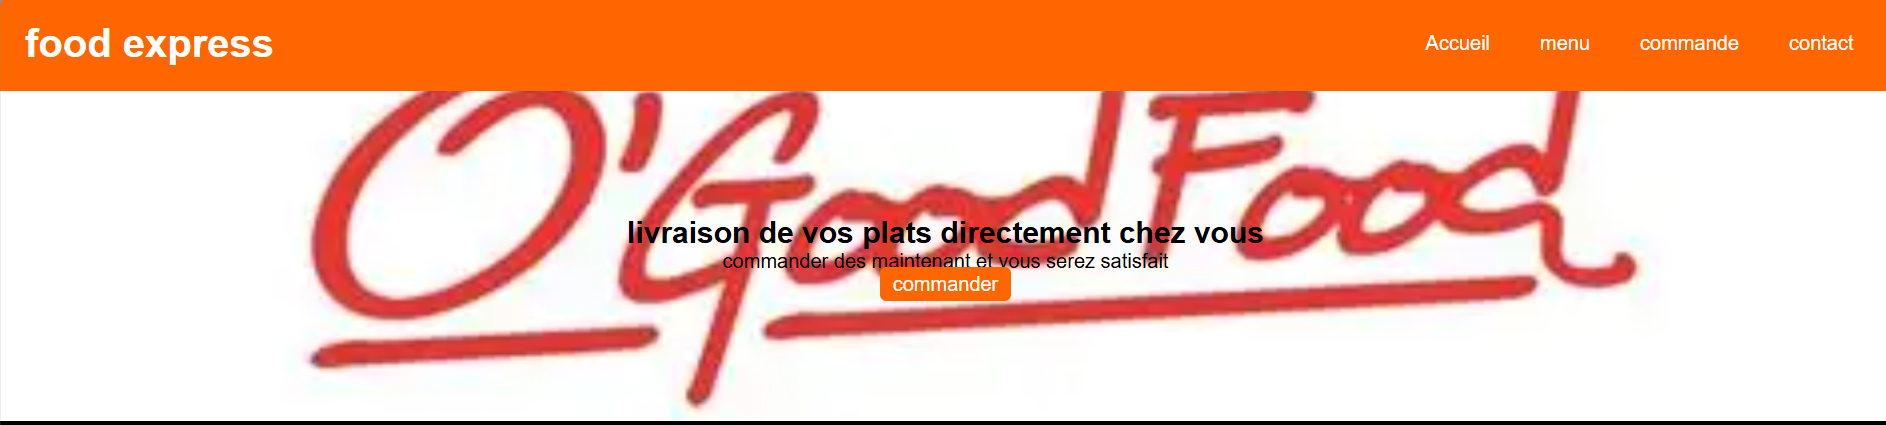 food express
Accueil menu commande contact
O'Good Food
livraison de vos plats directement chez vous
commander des maintenant et vous serez satisfait
commander